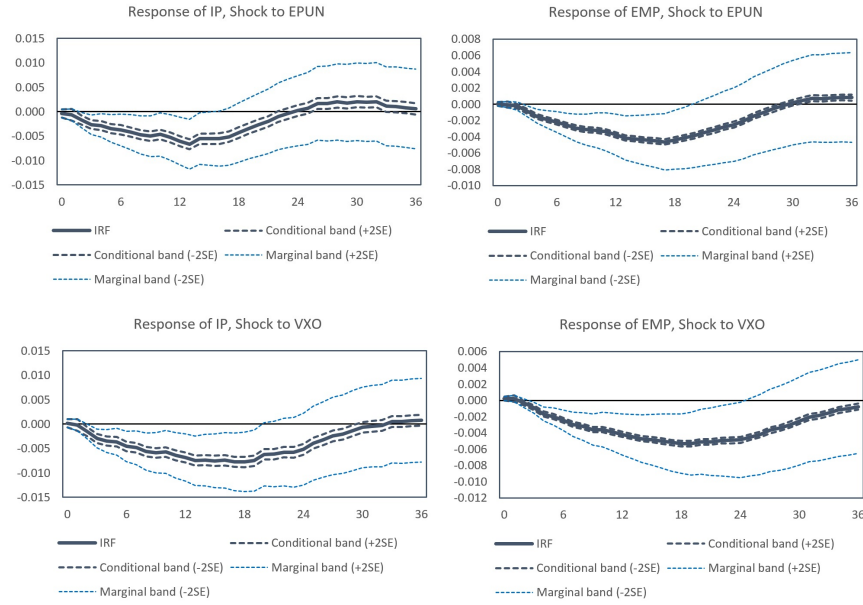 Response of IP, Shock to EPUN
0.015
0.010
0.005
0.000
-0.005
-0.010
-0.015
0 6 12 18 24 30 36
IRF
Conditional band (+2SE)
Conditional band (-2SE)
Marginal band (+2SE)
Marginal band (-2SE)
Response of EMP, Shock to EPUN
0.008
0.006
0.004
0.002
0.000
-0.002
-0.004
-0.006
-0.008
-0.010
0 6 12 18 24 30 36
IRF
Conditional band (+2SE)
Conditional band (-2SE)
Marginal band (+2SE)
Marginal band (-2SE)
Response of IP, Shock to VXO
0.015
0.010
0.005
0.000
-0.005
-0.010
-0.015
0 6 12 18 24 30 36
IRF
Conditional band (+2SE)
Conditional band (-2SE)
Marginal band (+2SE)
Marginal band (-2SE)
Response of EMP, Shock to VXO
0.006
0.004
0.002
0.000
-0.002
-0.004
-0.006
-0.008
-0.010
-0.012
0 6 12 18 24 30 36
IRF
Conditional band (+2SE)
Conditional band (-2SE)
Marginal band (+2SE)
Marginal band (-2SE)